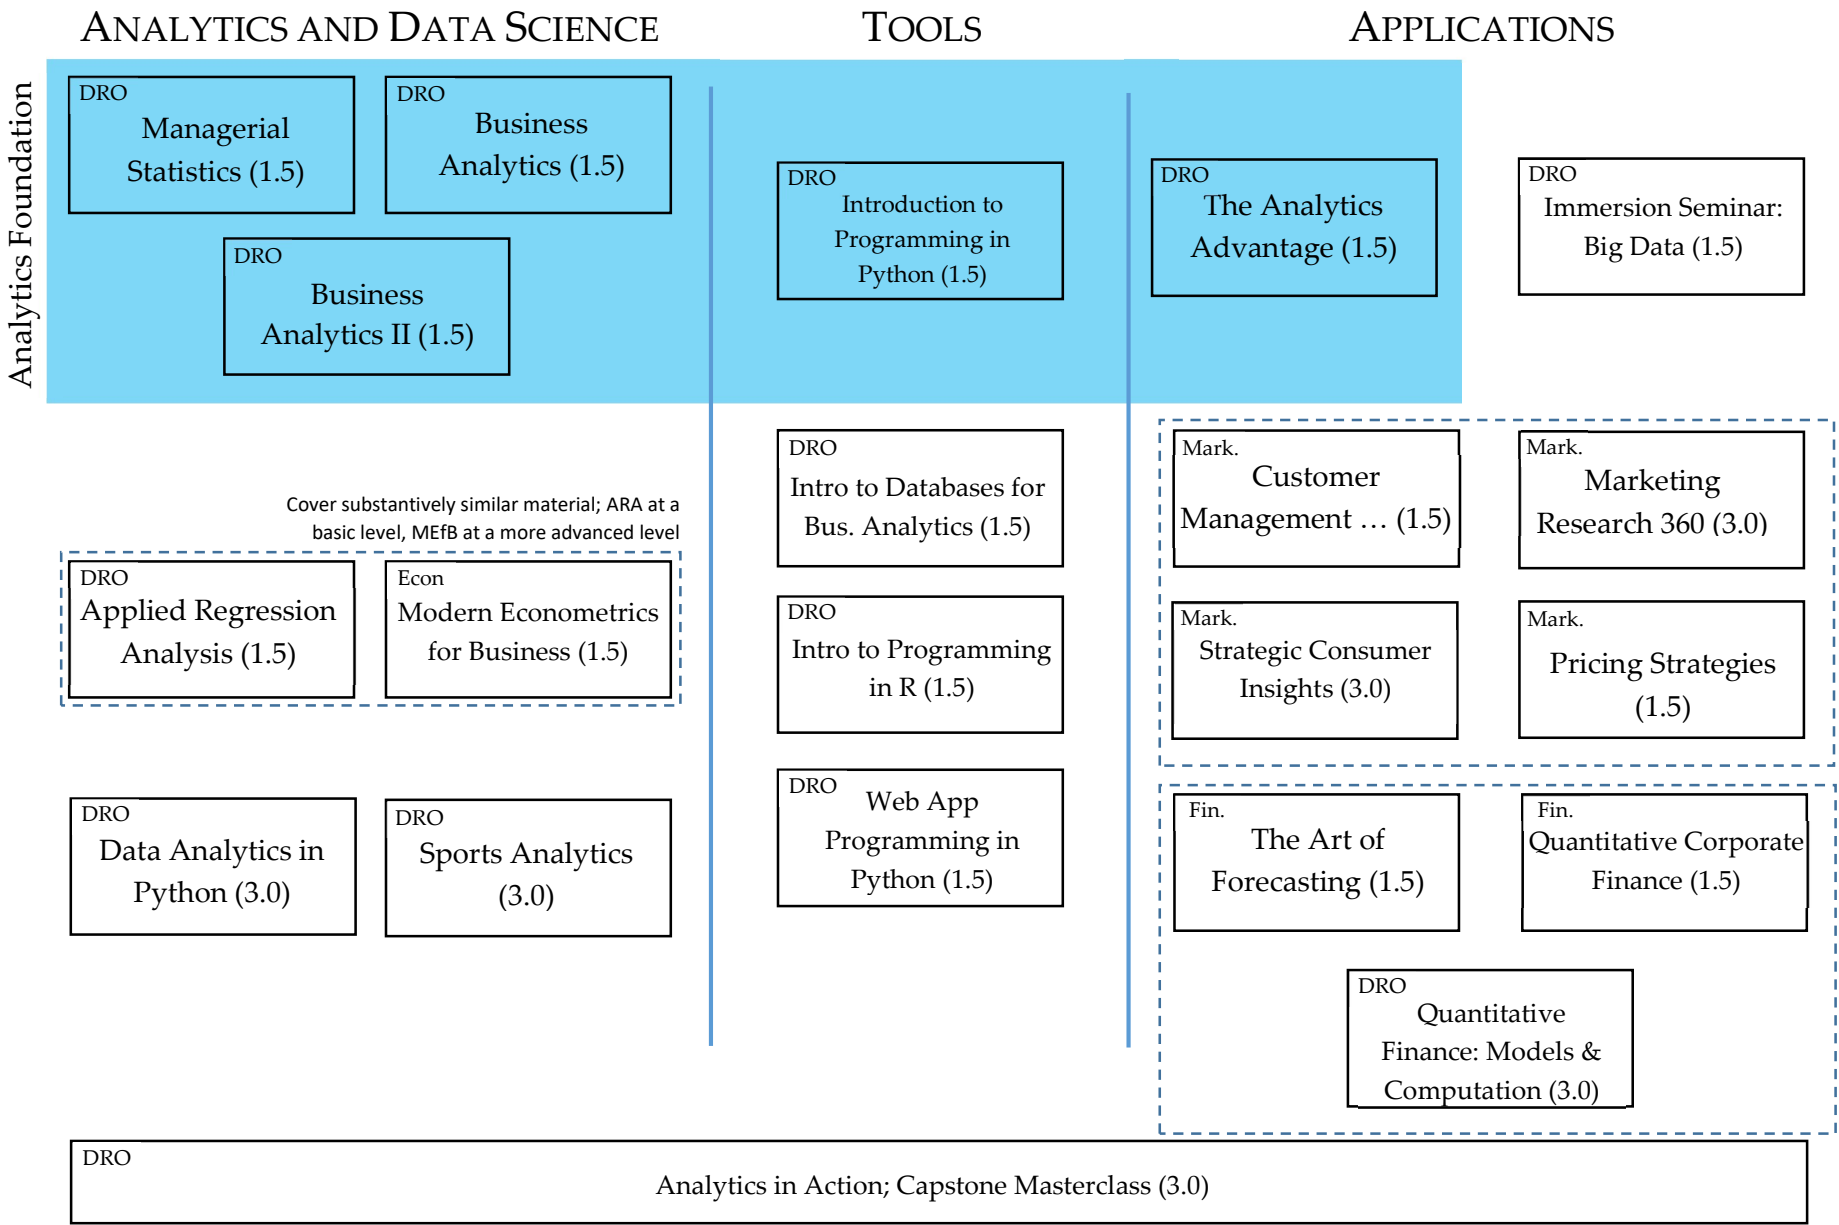 ANALYTICS AND DATA SCIENCE
TOOLS
APPLICATIONS
Analytics Foundation
DRO
Managerial
Statistics (1.5)
DRO
Business
Analytics (1.5)
DRO
Business
Analytics II (1.5)
DRO
Introduction to
Programming in
Python (1.5)
DRO
The Analytics
Advantage (1.5)
DRO
Immersion Seminar:
Big Data (1.5)
Cover substantively similar material; ARA at a
basic level, MEfB at a more advanced level
DRO
Applied Regression
Analysis (1.5)
Econ
Modern Econometrics
for Business (1.5)
DRO
Data Analytics in
Python (3.0)
DRO
Sports Analytics
(3.0)
DRO
Intro to Databases for
Bus. Analytics (1.5)
DRO
Intro to Programming
in R (1.5)
DRO
Web App
Programming in
Python (1.5)
Mark.
Customer
Management … (1.5)
Mark.
Marketing
Research 360 (3.0)
Mark.
Strategic Consumer
Insights (3.0)
Mark.
Pricing Strategies
(1.5)
Fin.
The Art of
Forecasting (1.5)
Fin.
Quantitative Corporate
Finance (1.5)
DRO
Quantitative
Finance: Models &
Computation (3.0)
DRO
Analytics in Action; Capstone Masterclass (3.0)